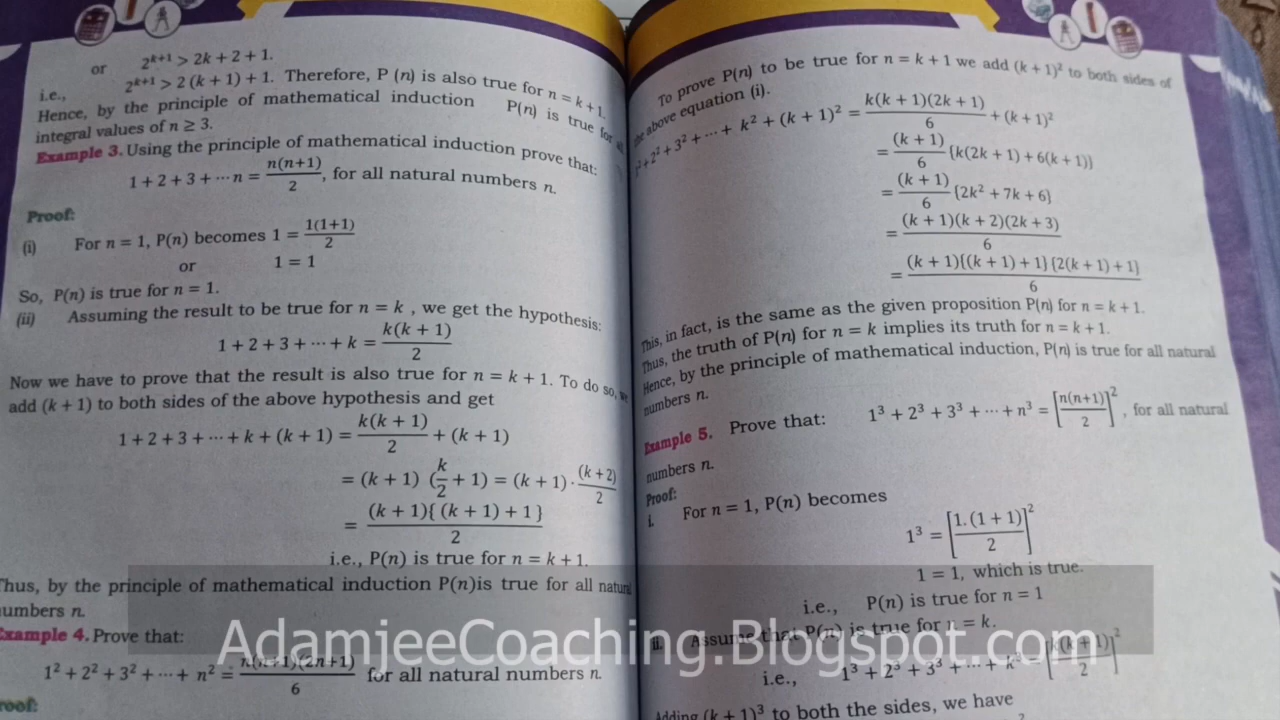 or 2^{k+1} > 2k + 2 + 1.
i.e., 2^{k+1} > 2 (k + 1) + 1. Therefore, P (n) is also true for n = k + 1.
Hence, by the principle of mathematical induction P(n) is true for
integral values of n ≥ 3.
Example 3. Using the principle of mathematical induction prove that:
1 + 2 + 3 + ⋯ n = n(n+1)/2, for all natural numbers n.
Proof:
(i) For n = 1, P(n) becomes 1 = 1(1+1)/2
or 1 = 1
So, P(n) is true for n = 1.
(ii) Assuming the result to be true for n = k , we get the hypothesis:
1 + 2 + 3 + ⋯ + k = k(k + 1)/2
Now we have to prove that the result is also true for n = k + 1. To do so, we
add (k + 1) to both sides of the above hypothesis and get
1 + 2 + 3 + ⋯ + k + (k + 1) = k(k + 1)/2 + (k + 1)
= (k + 1) (k/2 + 1) = (k + 1) · (k + 2)/2
= (k + 1){ (k + 1) + 1 }/2
i.e., P(n) is true for n = k + 1.
Thus, by the principle of mathematical induction P(n)is true for all natural
numbers n.
Example 4. Prove that:
1² + 2² + 3² + ⋯ + n² = n(n+1)(2n+1)/6 for all natural numbers n.
Proof:
To prove P(n) to be true for n = k + 1 we add (k + 1)² to both sides of
the above equation (i).
1² + 2² + 3² + ⋯ + k² + (k + 1)² = k(k + 1)(2k + 1)/6 + (k + 1)²
= (k + 1)/6 {k(2k + 1) + 6(k + 1)}
= (k + 1)/6 {2k² + 7k + 6}
= (k + 1)(k + 2)(2k + 3)/6
= (k + 1){(k + 1) + 1}{2(k + 1) + 1}/6
This, in fact, is the same as the given proposition P(n) for n = k + 1.
Thus, the truth of P(n) for n = k implies its truth for n = k + 1.
Hence, by the principle of mathematical induction, P(n) is true for all natural
numbers n.
Example 5. Prove that: 1³ + 2³ + 3³ + ⋯ + n³ = [n(n+1)/2]², for all natural
numbers n.
Proof:
i. For n = 1, P(n) becomes
1³ = [1.(1 + 1)/2]²
1 = 1, which is true.
i.e., P(n) is true for n = 1
ii. Assume that P(n) is true for n = k.
i.e., 1³ + 2³ + 3³ + ⋯ + k³ = [k(k + 1)/2]²
Adding (k + 1)³ to both the sides, we have
AdamjeeCoaching.Blogspot.com